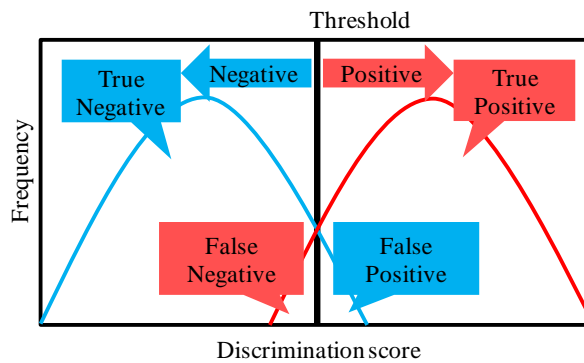 Threshold
True
Negative
Negative
Positive
True
Positive
Frequency
False
Negative
False
Positive
Discrimination score